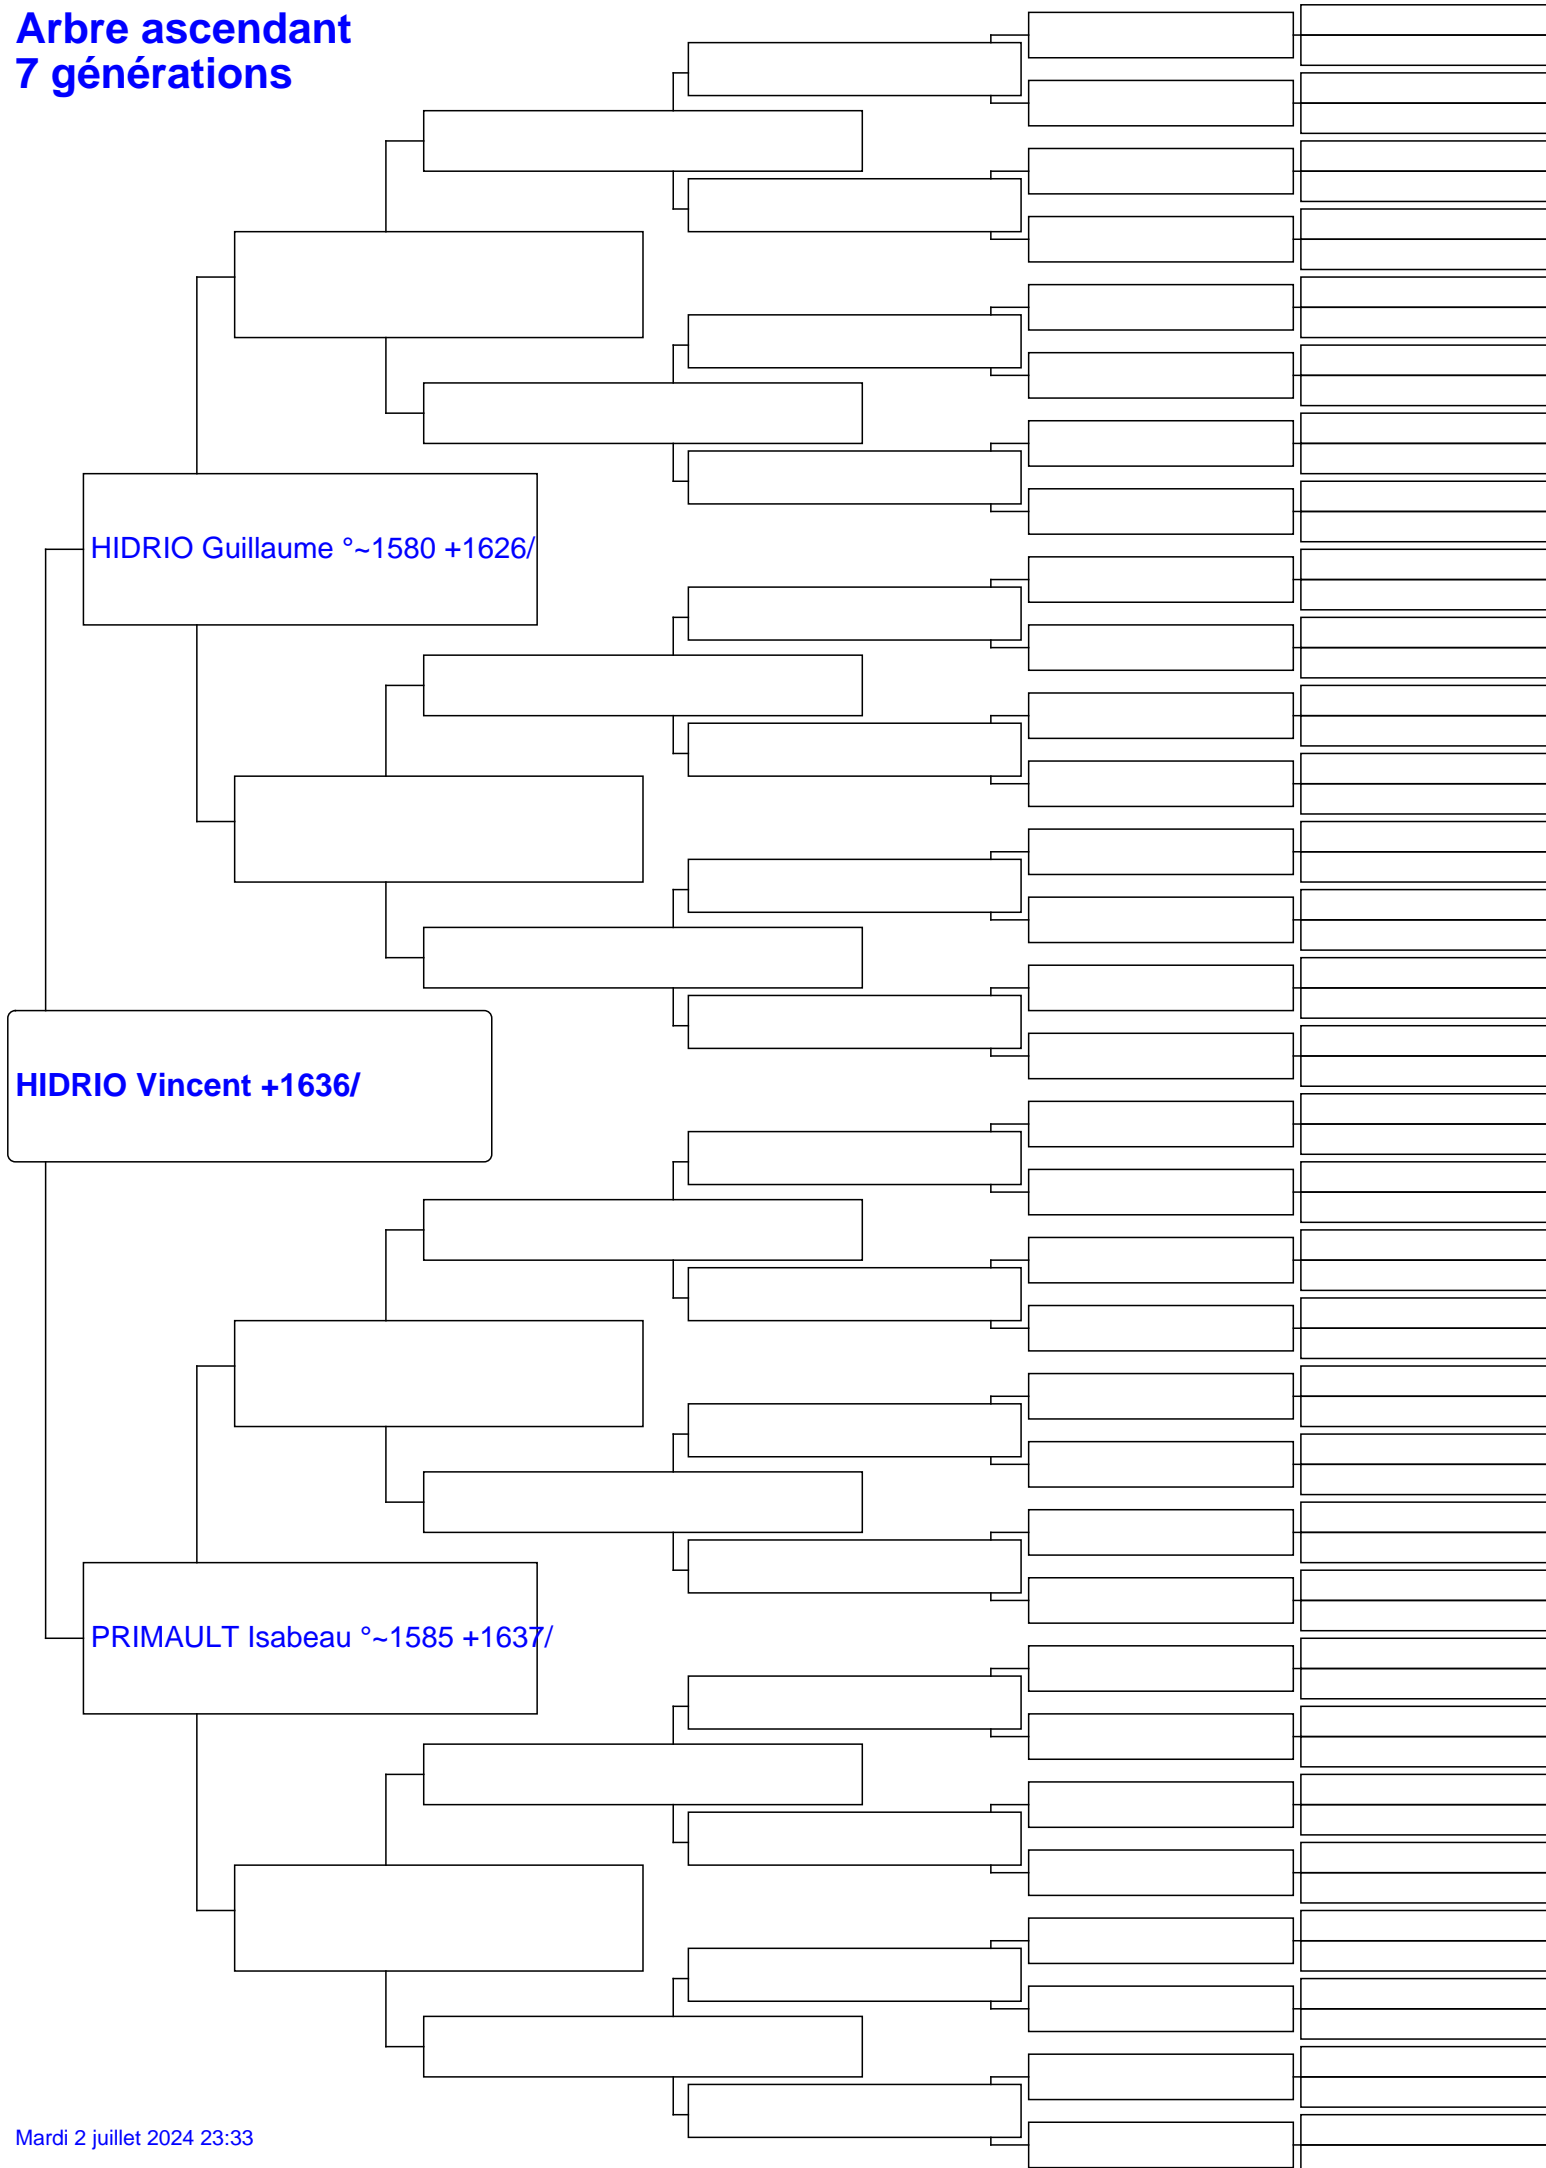 Arbre ascendant
7 générations
HIDRIO Guillaume °~1580 +1626/
HIDRIO Vincent +1636/
PRIMAULT Isabeau °~1585 +1637/
Mardi 2 juillet 2024 23:33